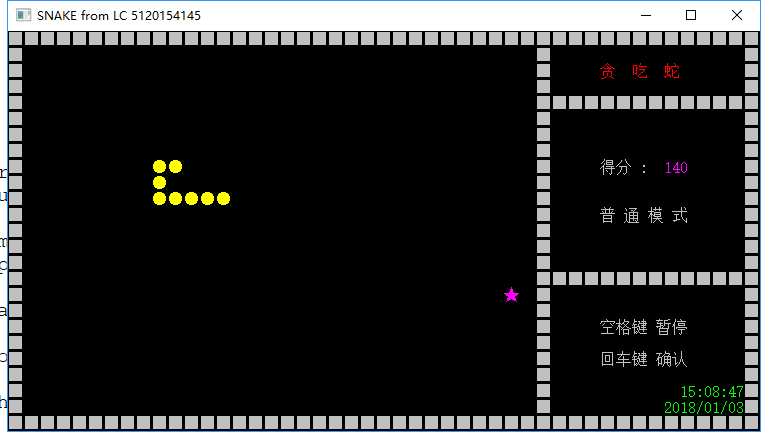 SNAKE from LC 5120154145
贪 吃 蛇
得分 : 140
普 通 模 式
空格键 暂停
回车键 确认
15:08:47
2018/01/03